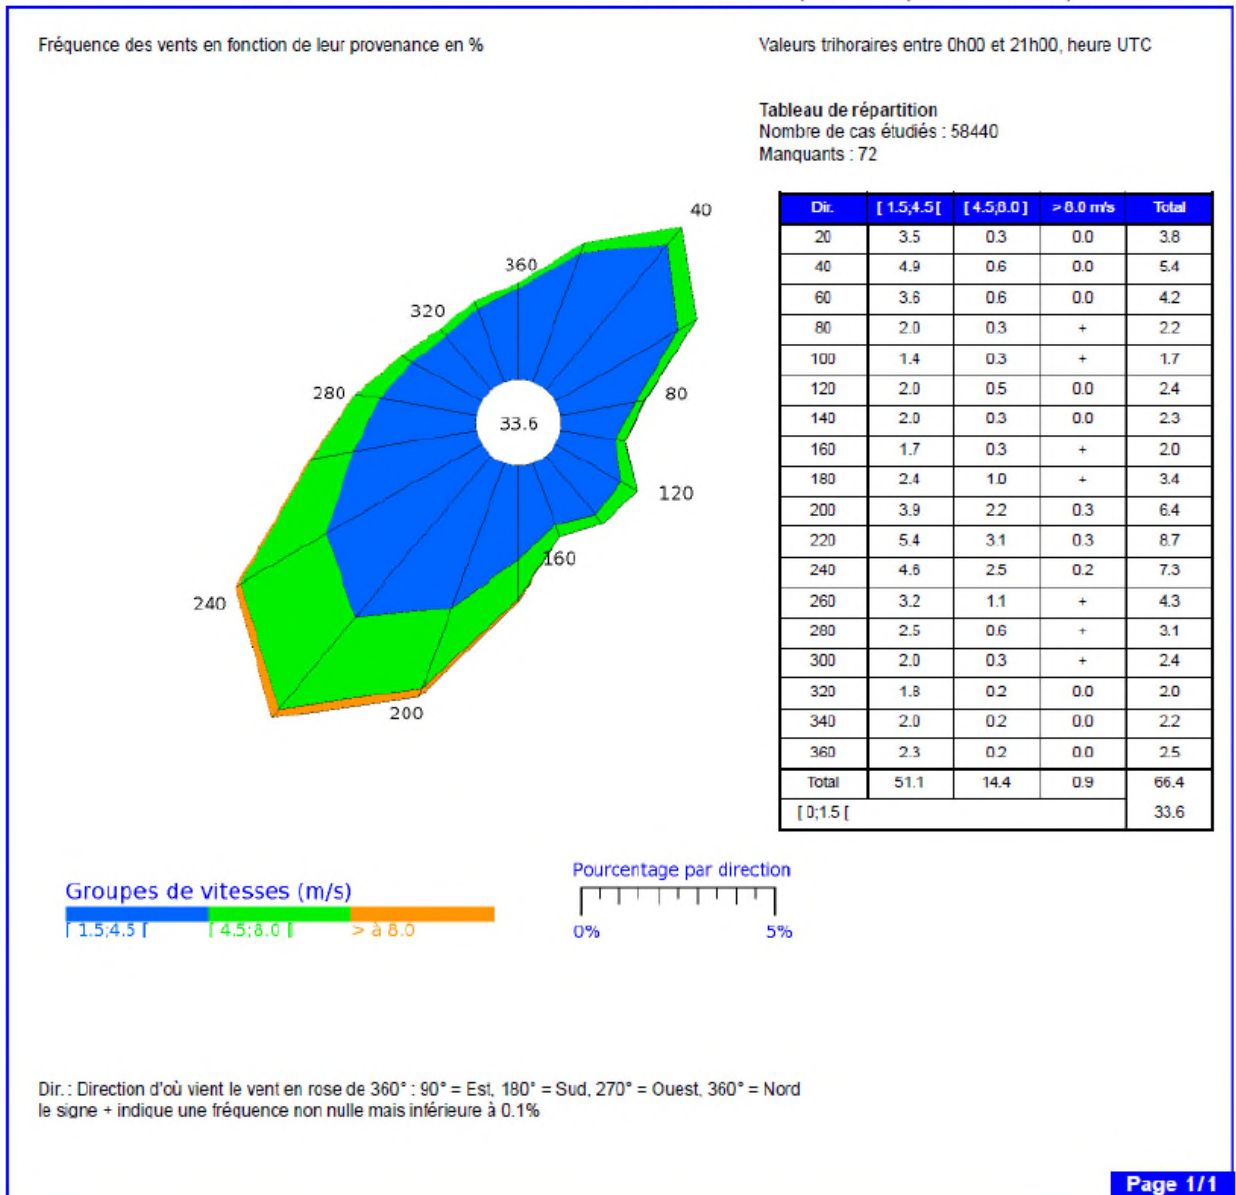 Fréquence des vents en fonction de leur provenance en %
Valeurs trihoraires entre 0h00 et 21h00, heure UTC
Tableau de répartition
Nombre de cas étudiés : 58440
Manquants : 72
40
360
320
280
80
33.6
120
160
240
200
Dir. [ 1.5;4.5 [ [ 4.5;8.0 ] > 8.0 m/s Total
20 3.5 0.3 0.0 3.8
40 4.9 0.6 0.0 5.4
60 3.6 0.6 0.0 4.2
80 2.0 0.3 + 2.2
100 1.4 0.3 + 1.7
120 2.0 0.5 0.0 2.4
140 2.0 0.3 0.0 2.3
160 1.7 0.3 + 2.0
180 2.4 1.0 + 3.4
200 3.9 2.2 0.3 6.4
220 5.4 3.1 0.3 8.7
240 4.6 2.5 0.2 7.3
260 3.2 1.1 + 4.3
280 2.5 0.6 + 3.1
300 2.0 0.3 + 2.4
320 1.8 0.2 0.0 2.0
340 2.0 0.2 0.0 2.2
360 2.3 0.2 0.0 2.5
Total 51.1 14.4 0.9 66.4
[ 0;1.5 [ 33.6
Groupes de vitesses (m/s)
[ 1.5;4.5 [ [ 4.5;8.0 ] > à 8.0
Pourcentage par direction
0% 5%
Dir. : Direction d'où vient le vent en rose de 360° : 90° = Est, 180° = Sud, 270° = Ouest, 360° = Nord
le signe + indique une fréquence non nulle mais inférieure à 0.1%
Page 1/1